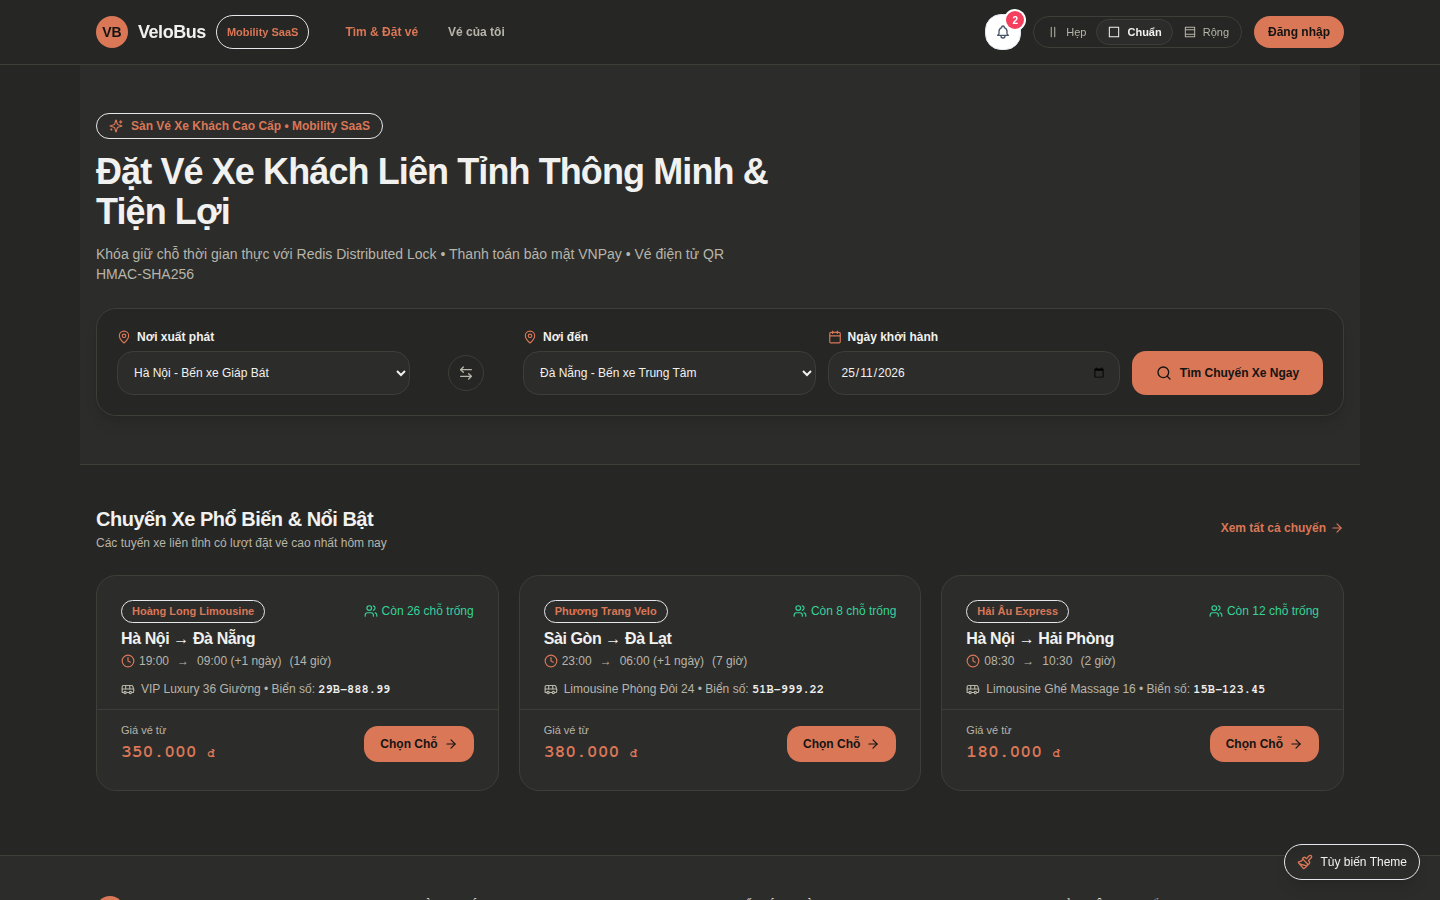 VB VeloBus Mobility SaaS Tìm & Đặt vé Vé của tôi 2 Hẹp Chuẩn Rộng Đăng nhập
Sàn Vé Xe Khách Cao Cấp • Mobility SaaS
Đặt Vé Xe Khách Liên Tỉnh Thông Minh &
Tiện Lợi
Khóa giữ chỗ thời gian thực với Redis Distributed Lock • Thanh toán bảo mật VNPay • Vé điện tử QR
HMAC-SHA256
Nơi xuất phát Nơi đến Ngày khởi hành
Hà Nội - Bến xe Giáp Bát Đà Nẵng - Bến xe Trung Tâm 25/11/2026 Tìm Chuyến Xe Ngay
Chuyến Xe Phổ Biến & Nổi Bật
Các tuyến xe liên tỉnh có lượt đặt vé cao nhất hôm nay
Xem tất cả chuyến →
Hoàng Long Limousine Còn 26 chỗ trống
Hà Nội → Đà Nẵng
19:00 → 09:00 (+1 ngày) (14 giờ)
VIP Luxury 36 Giường • Biển số: 29B-888.99
Giá vé từ
350.000 đ
Chọn Chỗ →
Phương Trang Velo Còn 8 chỗ trống
Sài Gòn → Đà Lạt
23:00 → 06:00 (+1 ngày) (7 giờ)
Limousine Phòng Đôi 24 • Biển số: 51B-999.22
Giá vé từ
380.000 đ
Chọn Chỗ →
Hải Âu Express Còn 12 chỗ trống
Hà Nội → Hải Phòng
08:30 → 10:30 (2 giờ)
Limousine Ghế Massage 16 • Biển số: 15B-123.45
Giá vé từ
180.000 đ
Chọn Chỗ →
Tùy biến Theme